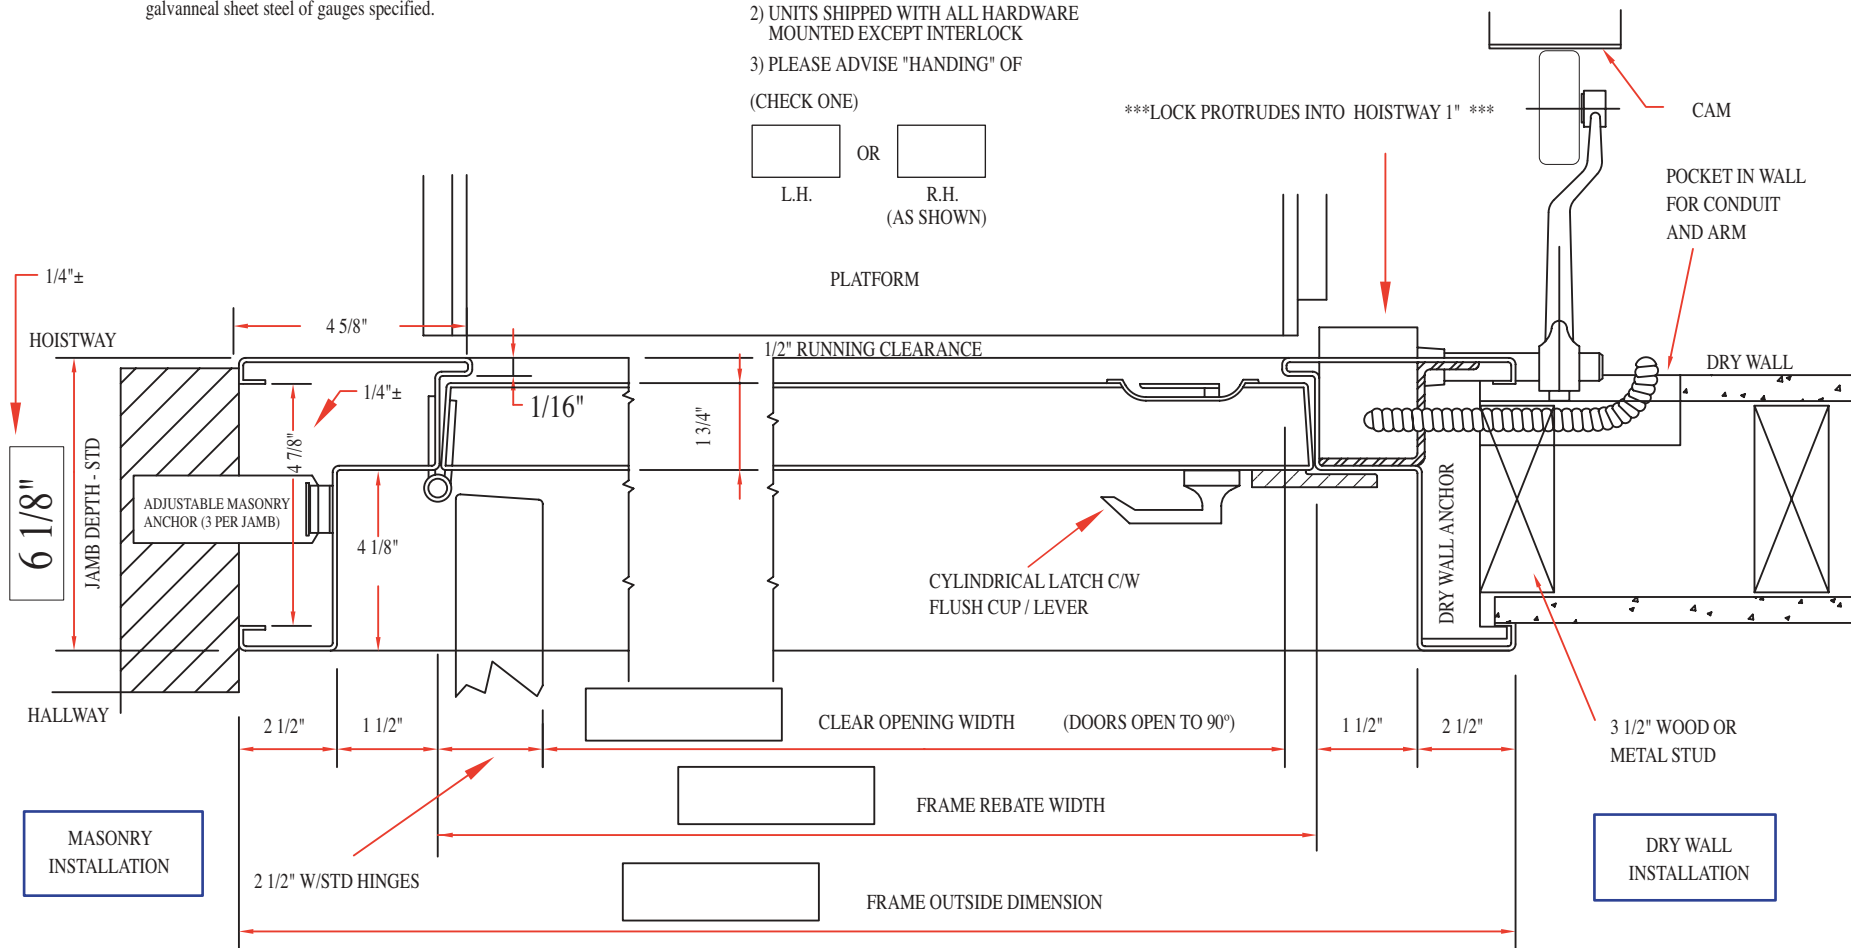 galvanneal sheet steel of gauges specified.
2) UNITS SHIPPED WITH ALL HARDWARE
MOUNTED EXCEPT INTERLOCK
3) PLEASE ADVISE "HANDING" OF
(CHECK ONE)
OR
L.H.
R.H.
(AS SHOWN)
***LOCK PROTRUDES INTO HOISTWAY 1" ***
CAM
POCKET IN WALL
FOR CONDUIT
AND ARM
PLATFORM
1/4"±
HOISTWAY
4 5/8"
1/2" RUNNING CLEARANCE
DRY WALL
1/4"±
1/16"
1 3/4"
4 7/8"
6 1/8"
JAMB DEPTH - STD
ADJUSTABLE MASONRY
ANCHOR (3 PER JAMB)
4 1/8"
CYLINDRICAL LATCH C/W
FLUSH CUP / LEVER
DRY WALL ANCHOR
HALLWAY
2 1/2"
1 1/2"
CLEAR OPENING WIDTH
(DOORS OPEN TO 90º)
1 1/2"
2 1/2"
3 1/2" WOOD OR
METAL STUD
FRAME REBATE WIDTH
MASONRY
INSTALLATION
DRY WALL
INSTALLATION
2 1/2" W/STD HINGES
FRAME OUTSIDE DIMENSION